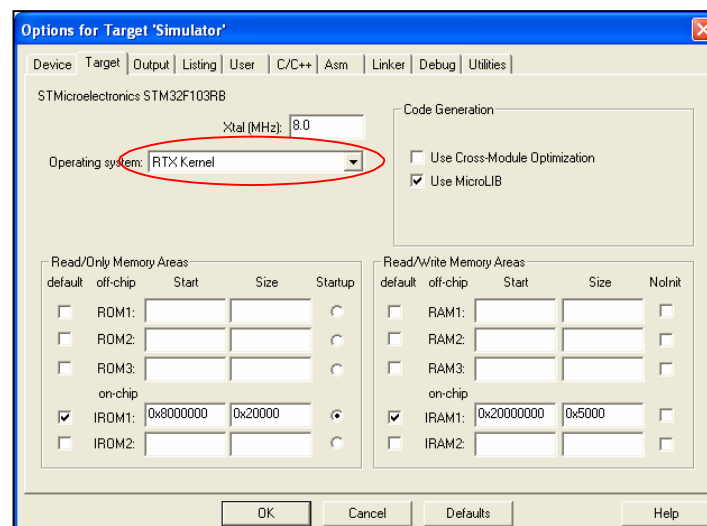 Options for Target 'Simulator'
Device Target Output Listing User C/C++ Asm Linker Debug Utilities
STMicroelectronics STM32F103RB
Xtal (MHz): 8.0
Operating system: RTX Kernel
Code Generation
Use Cross-Module Optimization
Use MicroLIB
Read/Only Memory Areas
default off-chip Start Size Startup
ROM1:
ROM2:
ROM3:
on-chip
IROM1: 0x8000000 0x20000
IROM2:
Read/Write Memory Areas
default off-chip Start Size NoInit
RAM1:
RAM2:
RAM3:
on-chip
IRAM1: 0x20000000 0x5000
IRAM2:
OK Cancel Defaults Help